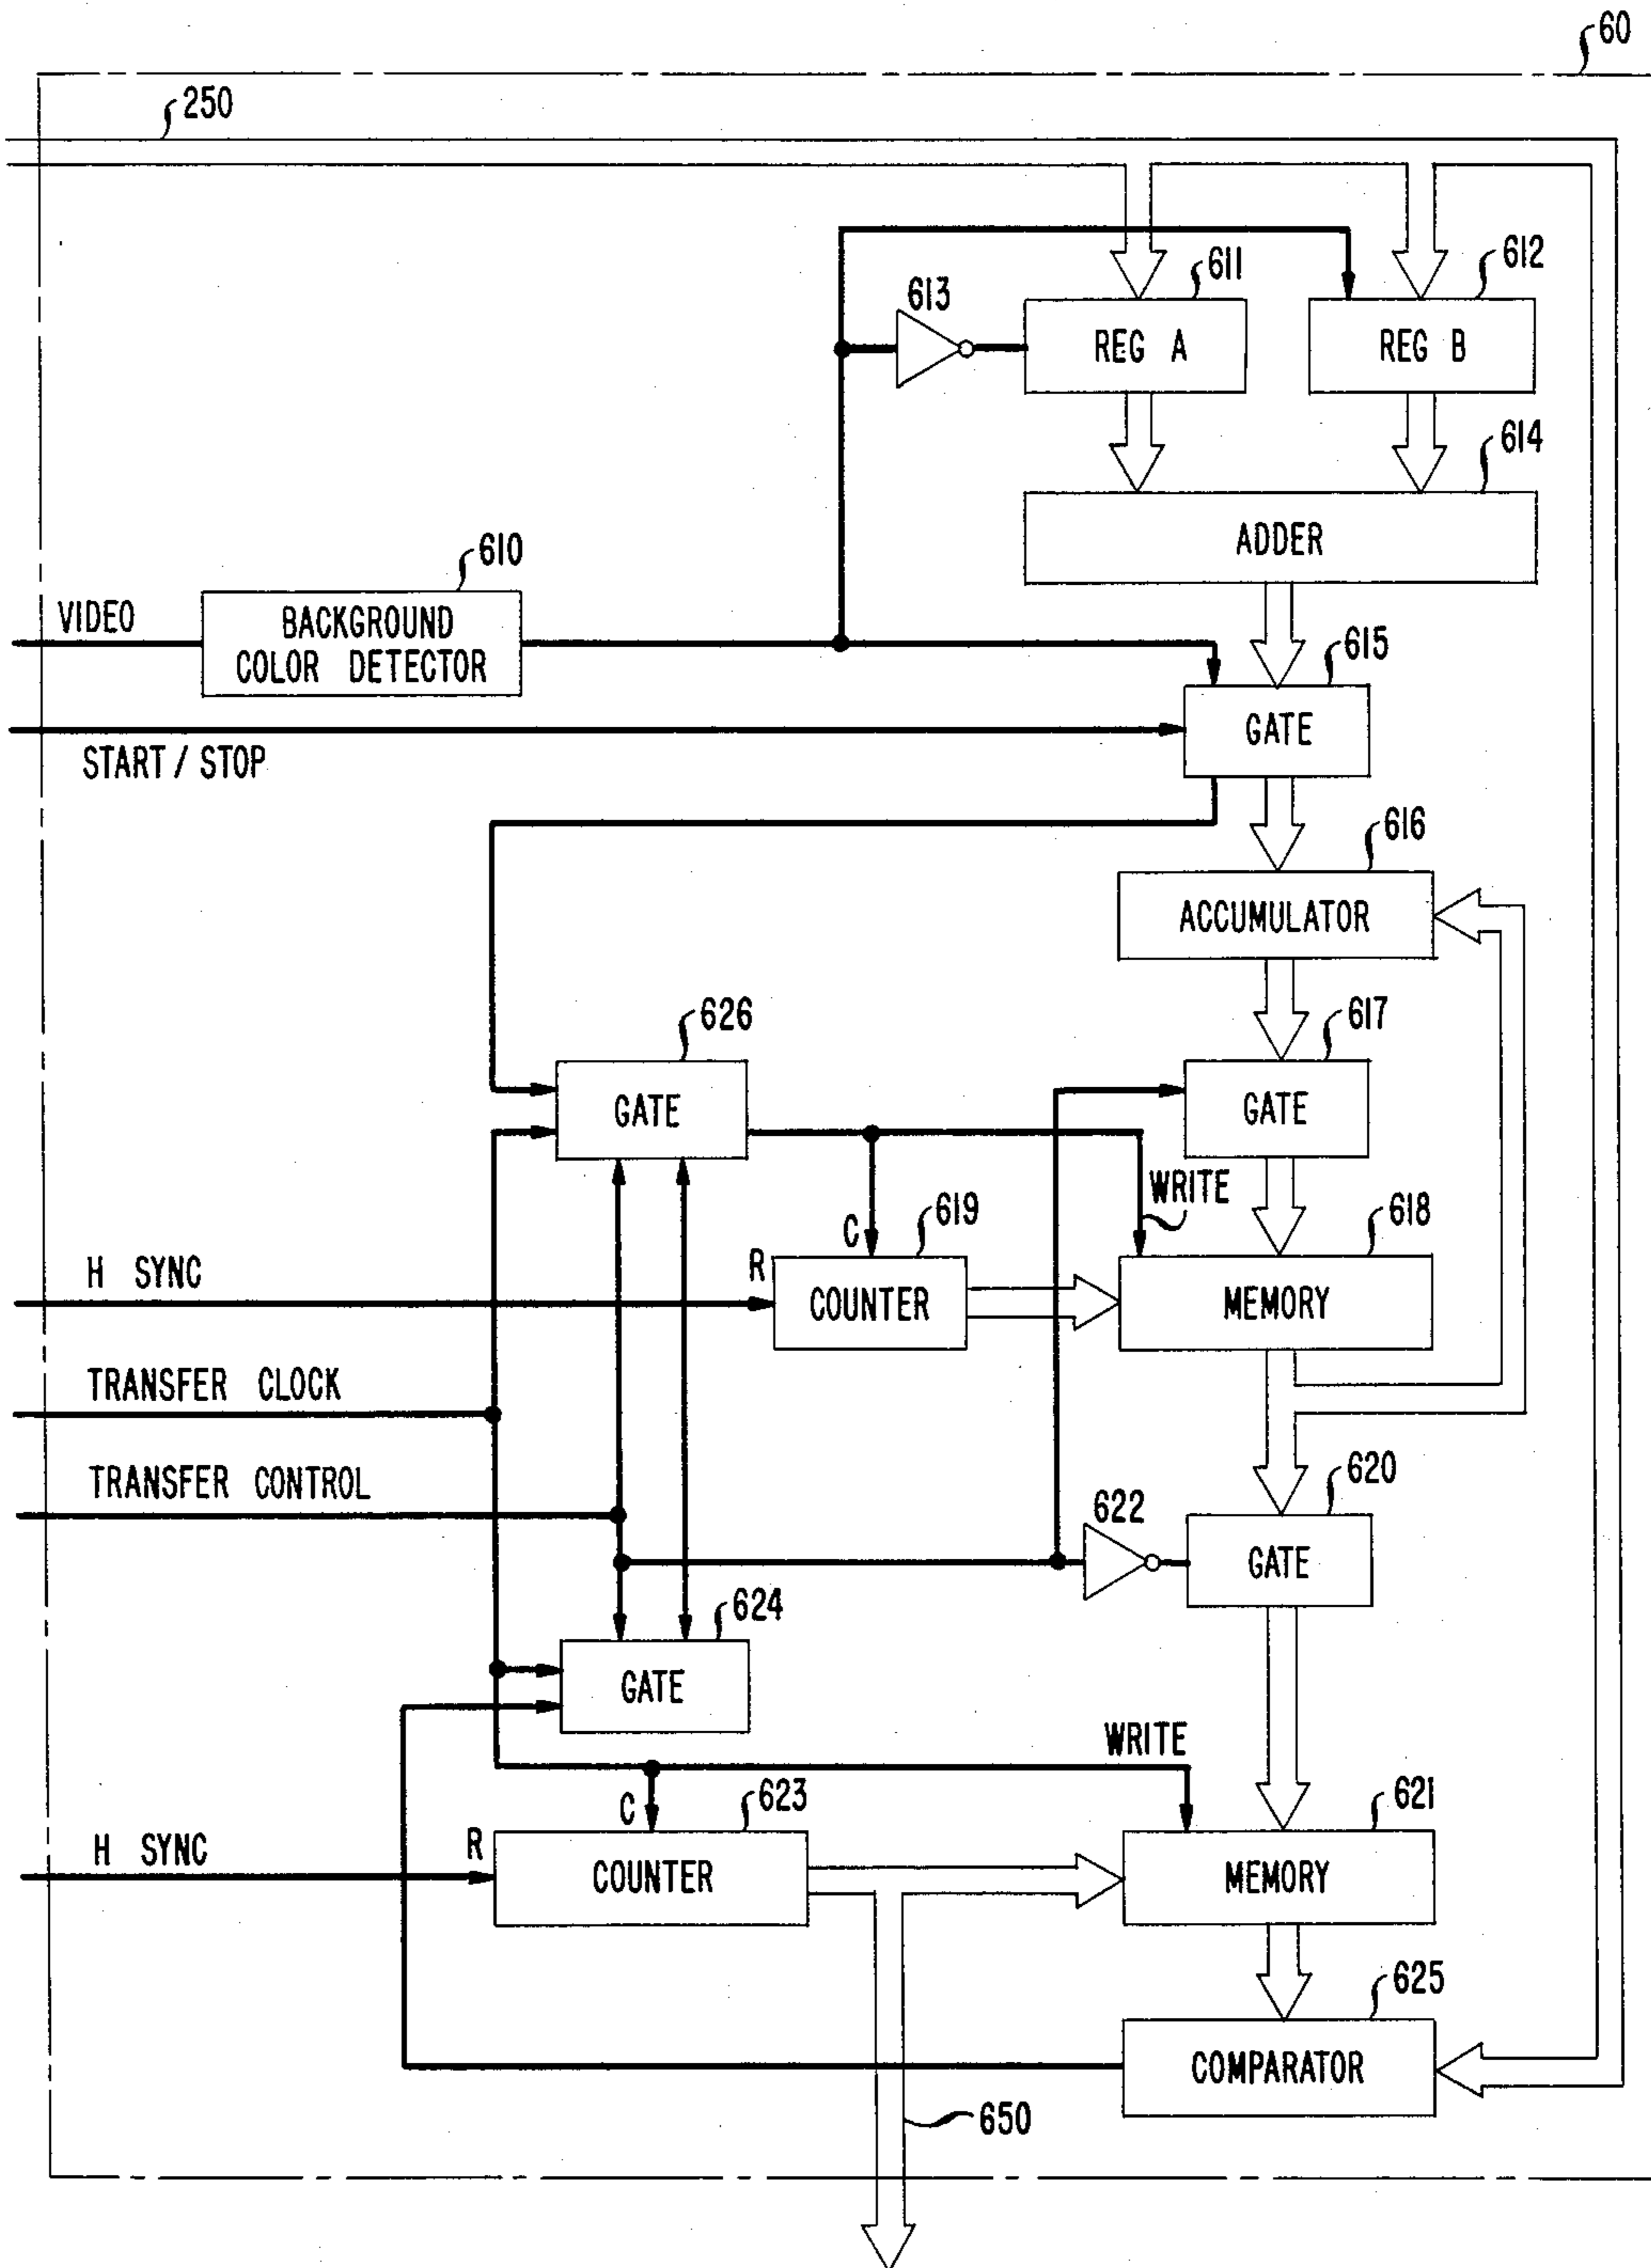 60
250
611
612
613
REG A
REG B
614
ADDER
610
VIDEO
BACKGROUND
COLOR DETECTOR
615
GATE
START / STOP
616
ACCUMULATOR
626
617
GATE
GATE
WRITE
C
619
618
H SYNC
R
COUNTER
MEMORY
TRANSFER CLOCK
TRANSFER CONTROL
620
622
GATE
624
GATE
WRITE
C
623
621
H SYNC
R
COUNTER
MEMORY
625
COMPARATOR
650